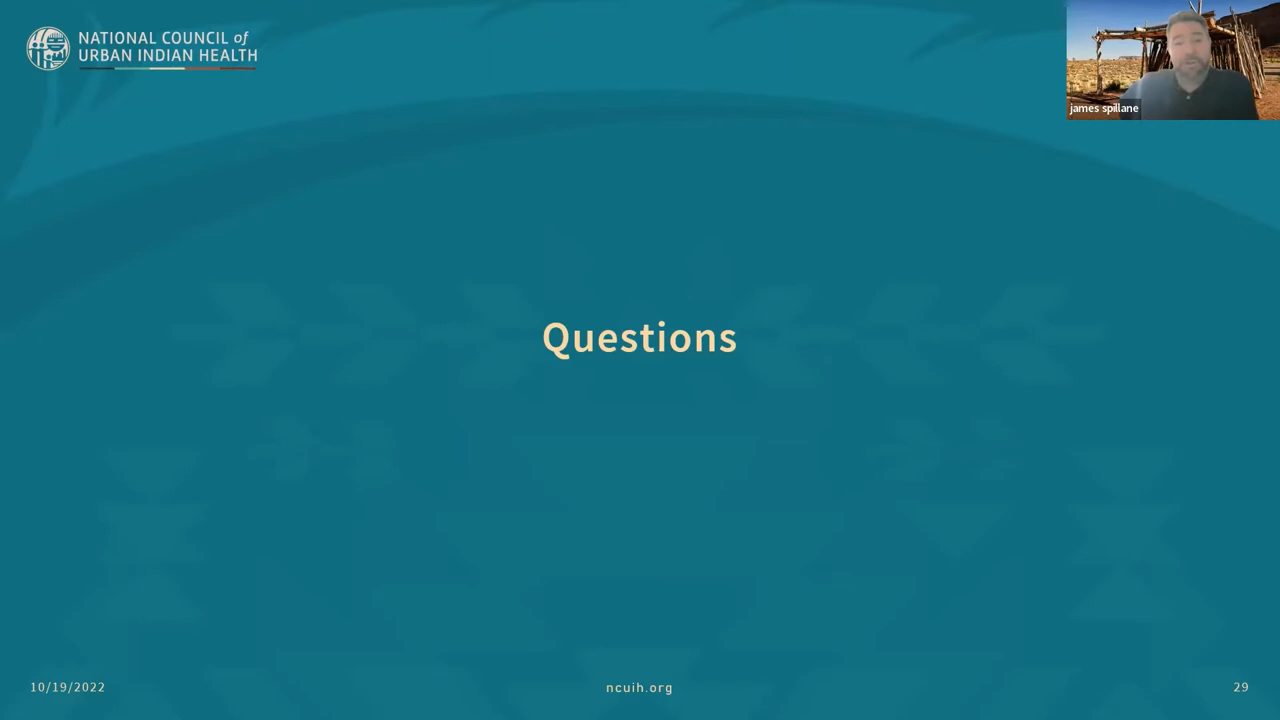 NATIONAL COUNCIL of
URBAN INDIAN HEALTH
james spillane
Questions
10/19/2022
ncuih.org
29